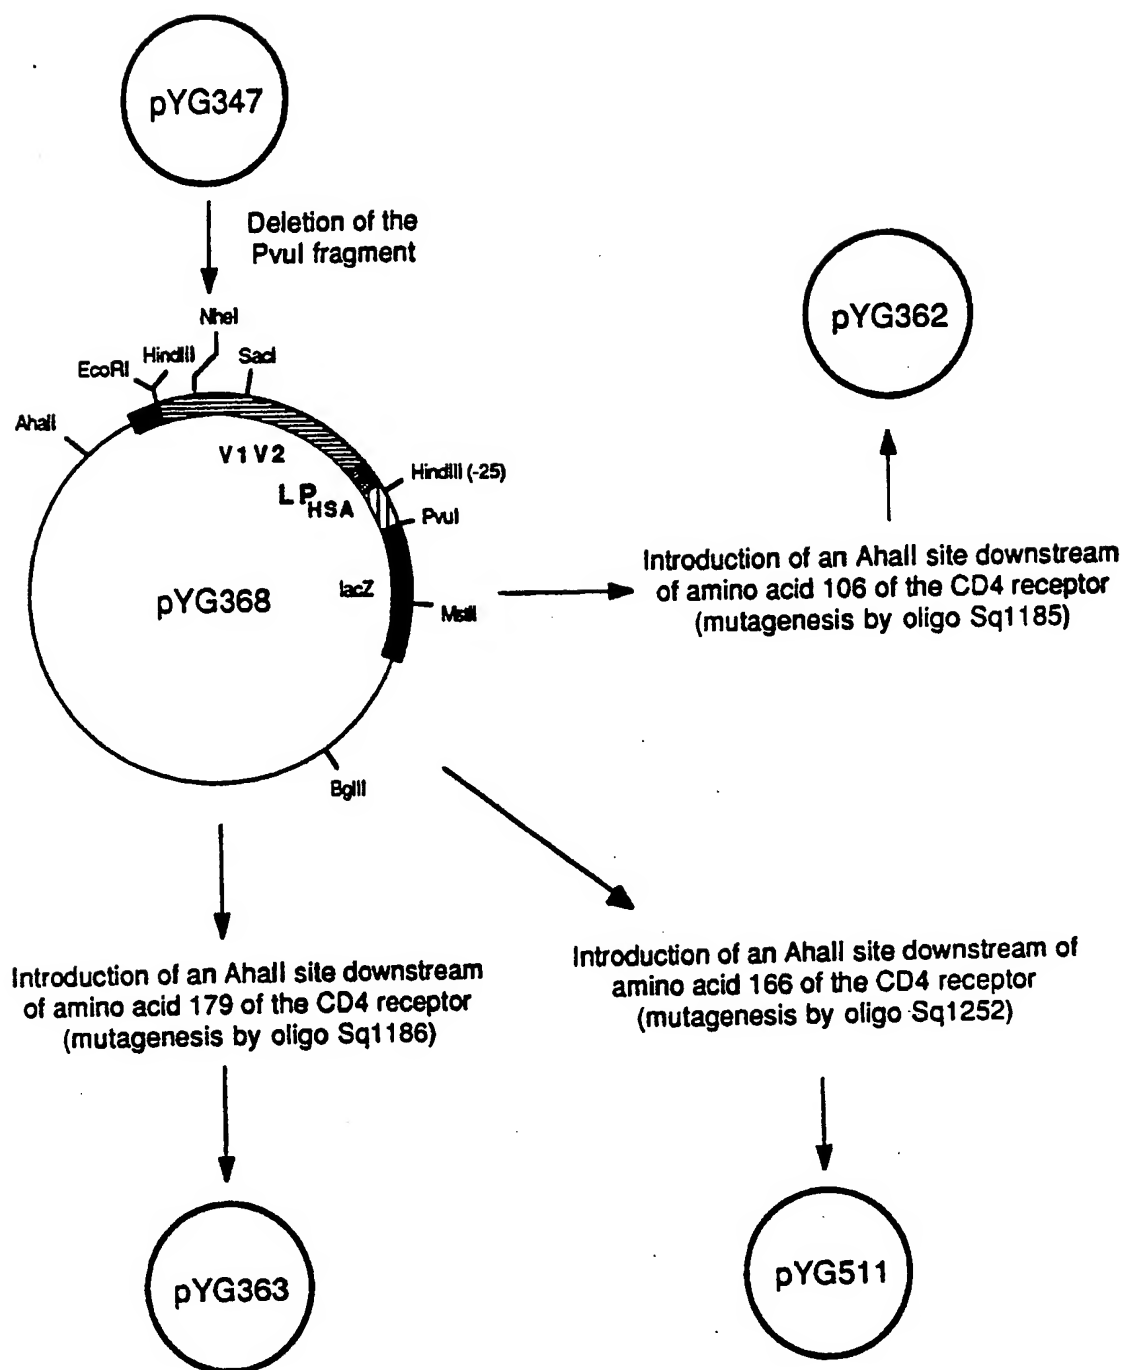 pYG347
Deletion of the
PvuI fragment
NheI
EcoRI
HindIII
SacI
AhaII
V1V2
HindIII (-25)
LP HSA
PvuI
pYG368
lacZ
MstII
BglII
pYG362
Introduction of an AhaII site downstream
of amino acid 106 of the CD4 receptor
(mutagenesis by oligo Sq1185)
Introduction of an AhaII site downstream
of amino acid 179 of the CD4 receptor
(mutagenesis by oligo Sq1186)
Introduction of an AhaII site downstream of
amino acid 166 of the CD4 receptor
(mutagenesis by oligo Sq1252)
pYG363
pYG511